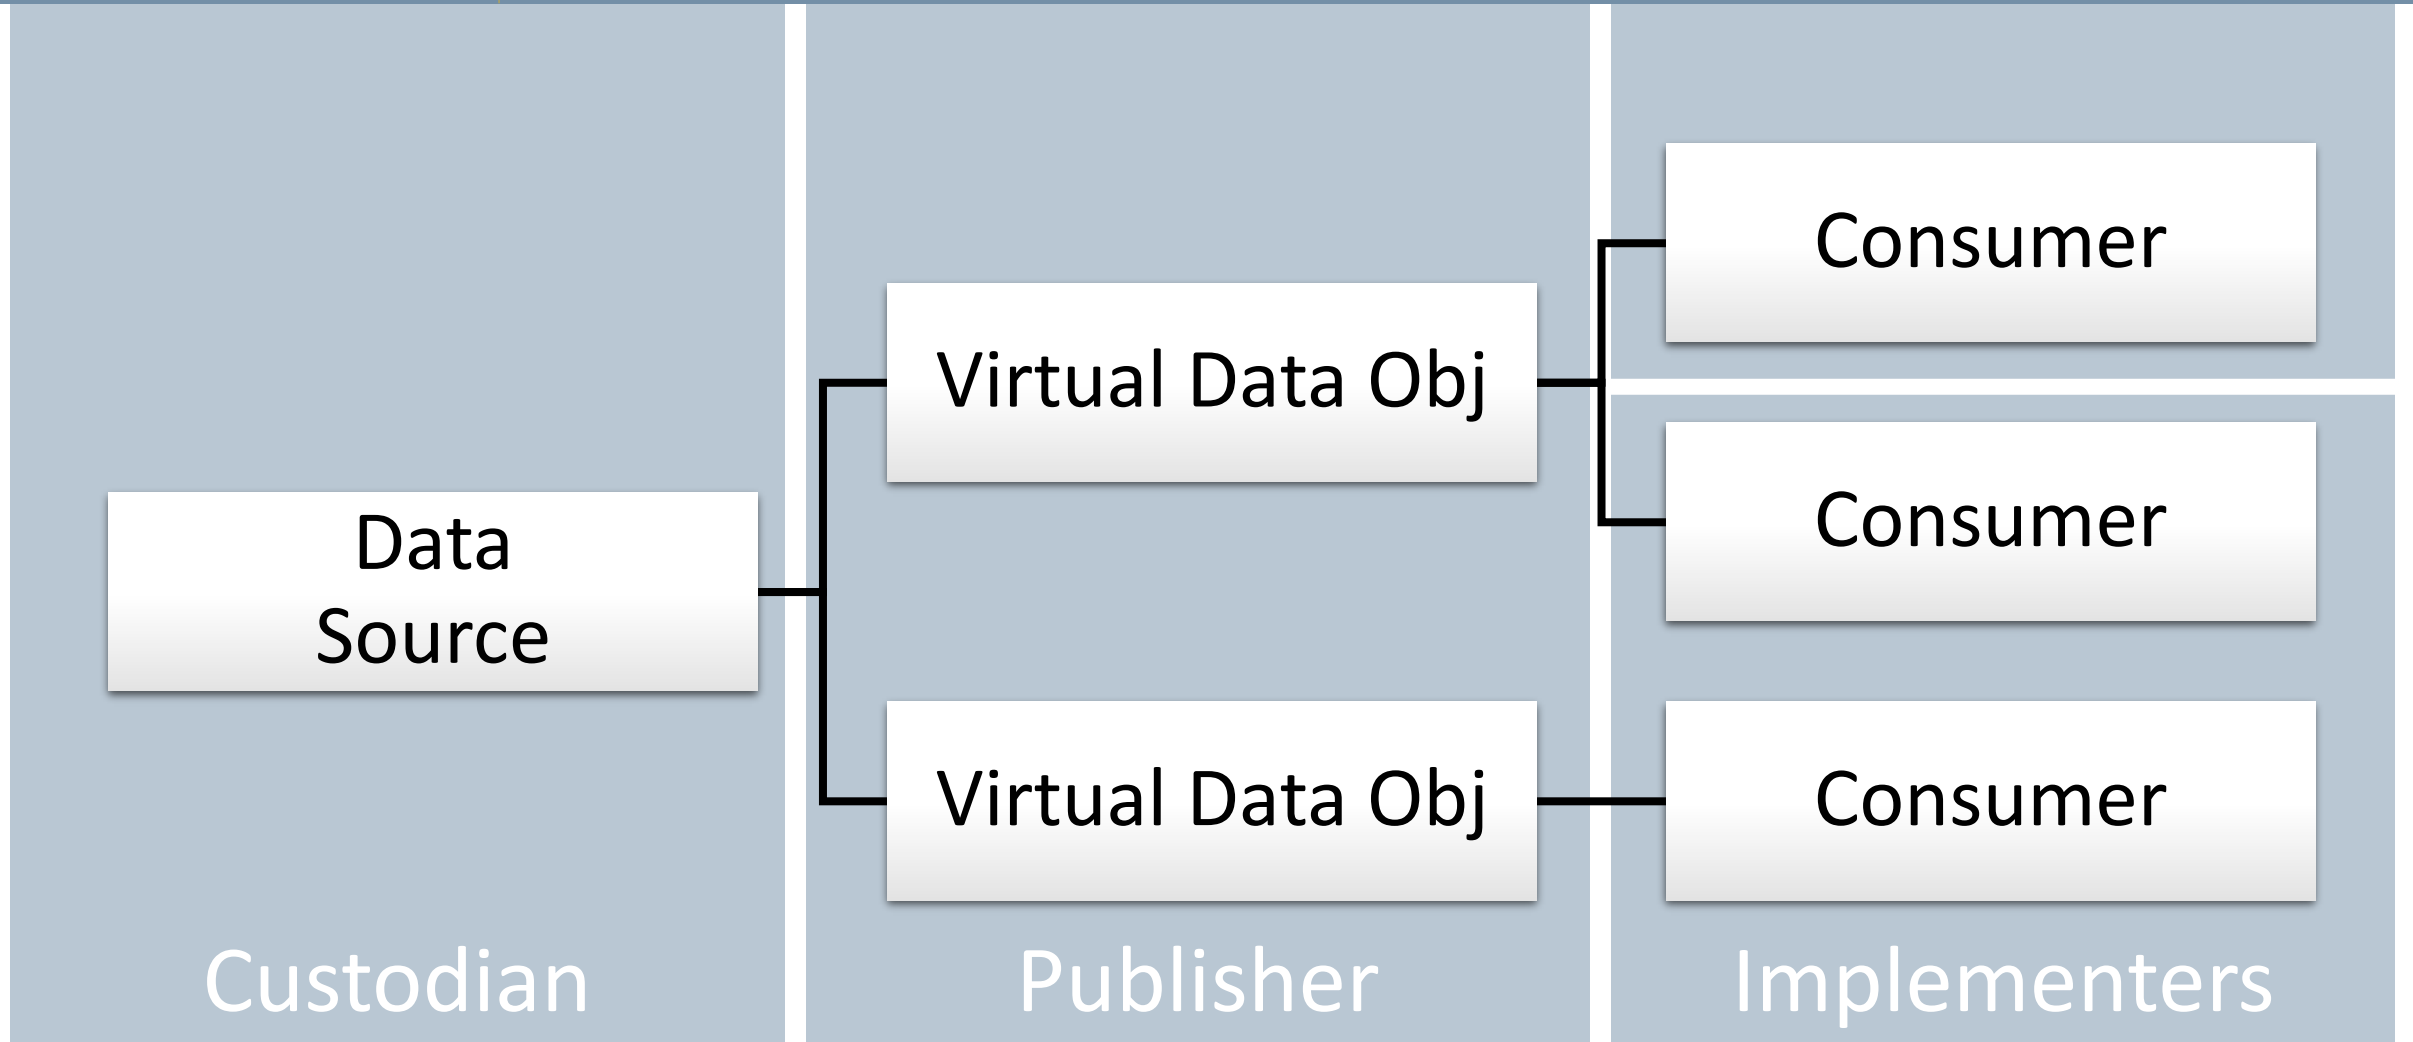 Data
Source
Virtual Data Obj
Virtual Data Obj
Consumer
Consumer
Consumer
Custodian
Publisher
Implementers